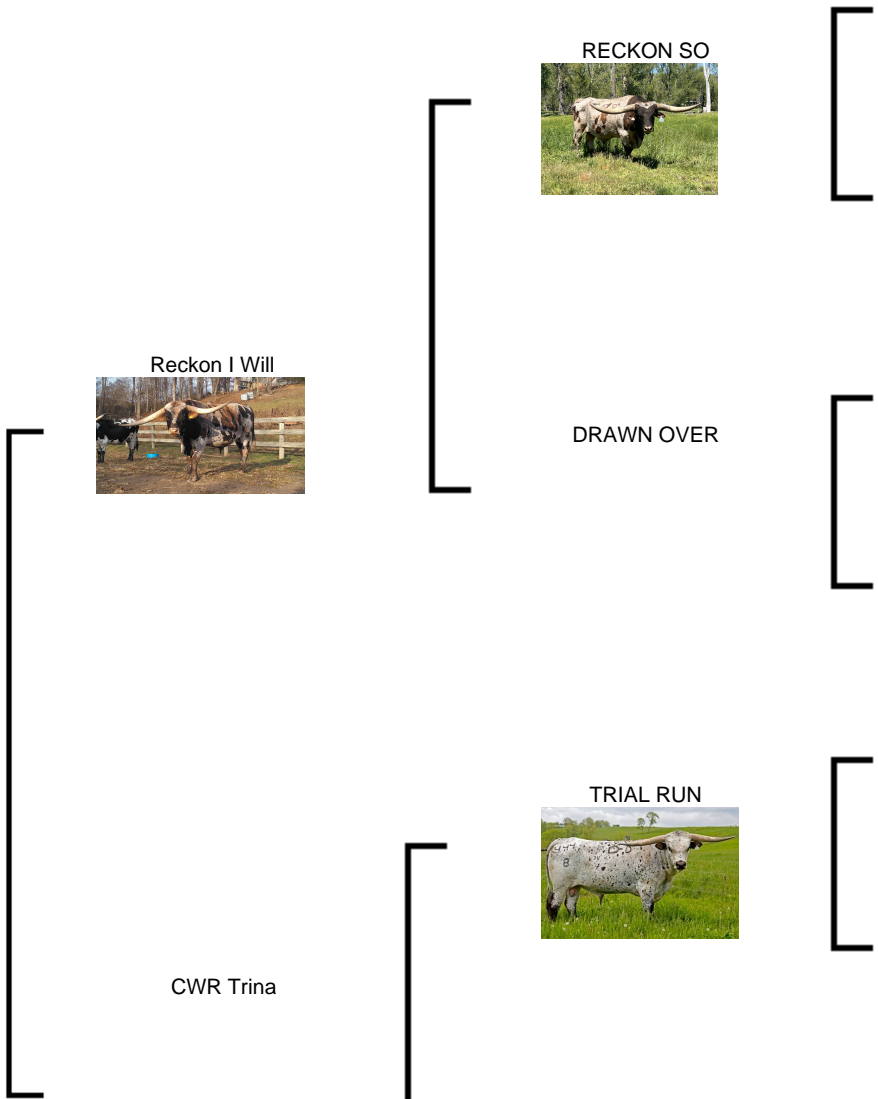 RECKON SO
Reckon I Will
DRAWN OVER
TRIAL RUN
CWR Trina